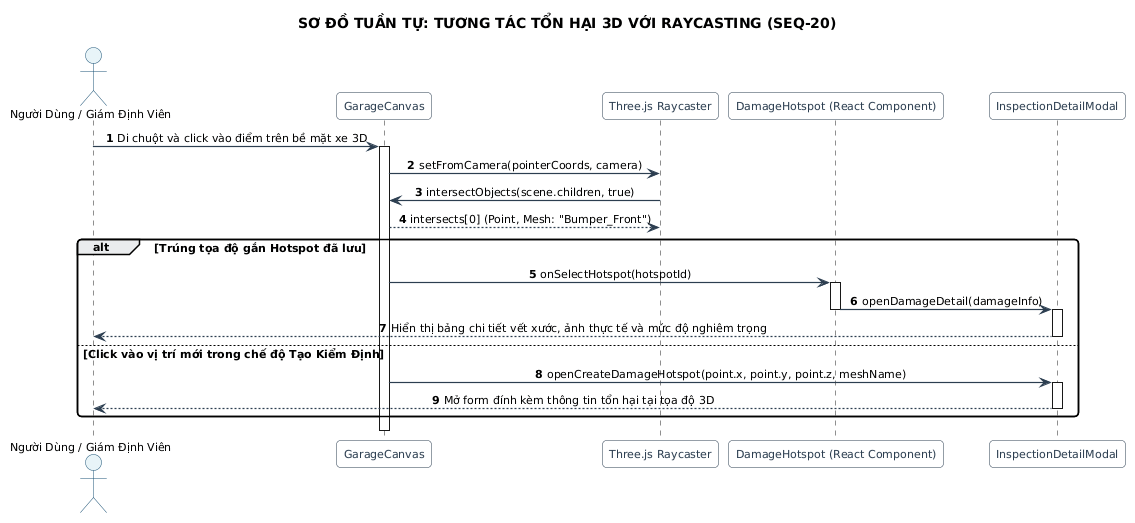 SƠ ĐỒ TUẦN TỰ: TƯƠNG TÁC TỔN HẠI 3D VỚI RAYCASTING (SEQ-20)
Người Dùng / Giám Định Viên
GarageCanvas
Three.js Raycaster
DamageHotspot (React Component)
InspectionDetailModal
1 Di chuột và click vào điểm trên bề mặt xe 3D
2 setFromCamera(pointerCoords, camera)
3 intersectObjects(scene.children, true)
4 intersects[0] (Point, Mesh: "Bumper_Front")
alt [Trúng tọa độ gắn Hotspot đã lưu]
5 onSelectHotspot(hotspotId)
6 openDamageDetail(damageInfo)
7 Hiển thị bảng chi tiết vết xước, ảnh thực tế và mức độ nghiêm trọng
[Click vào vị trí mới trong chế độ Tạo Kiểm Định]
8 openCreateDamageHotspot(point.x, point.y, point.z, meshName)
9 Mở form đính kèm thông tin tổn hại tại tọa độ 3D
Người Dùng / Giám Định Viên
GarageCanvas
Three.js Raycaster
DamageHotspot (React Component)
InspectionDetailModal